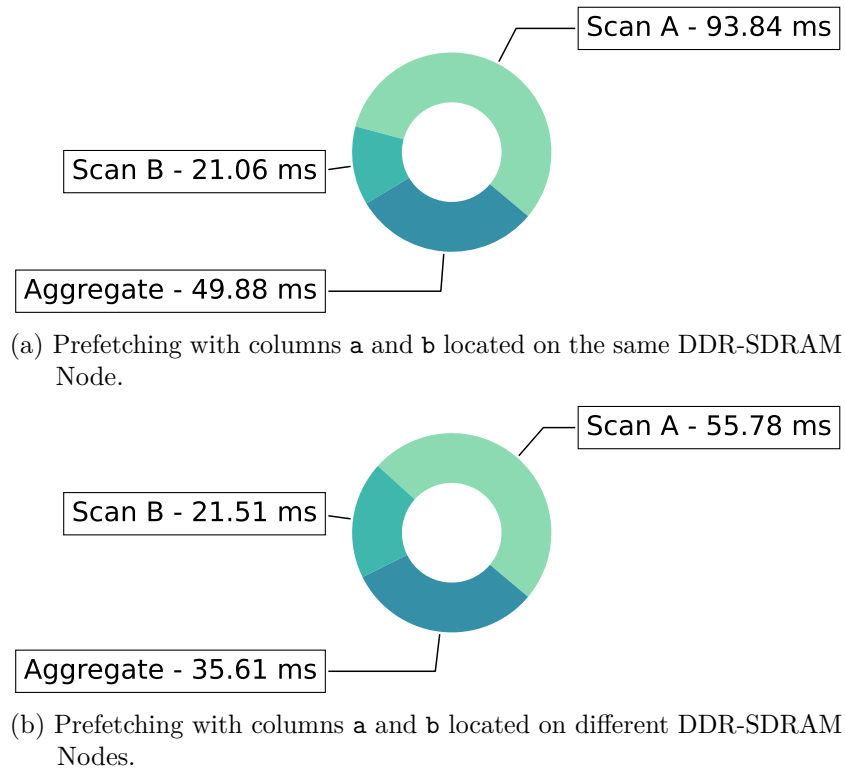 Scan A - 93.84 ms
Scan B - 21.06 ms
Aggregate - 49.88 ms
(a) Prefetching with columns a and b located on the same DDR-SDRAM
Node.
Scan A - 55.78 ms
Scan B - 21.51 ms
Aggregate - 35.61 ms
(b) Prefetching with columns a and b located on different DDR-SDRAM
Nodes.